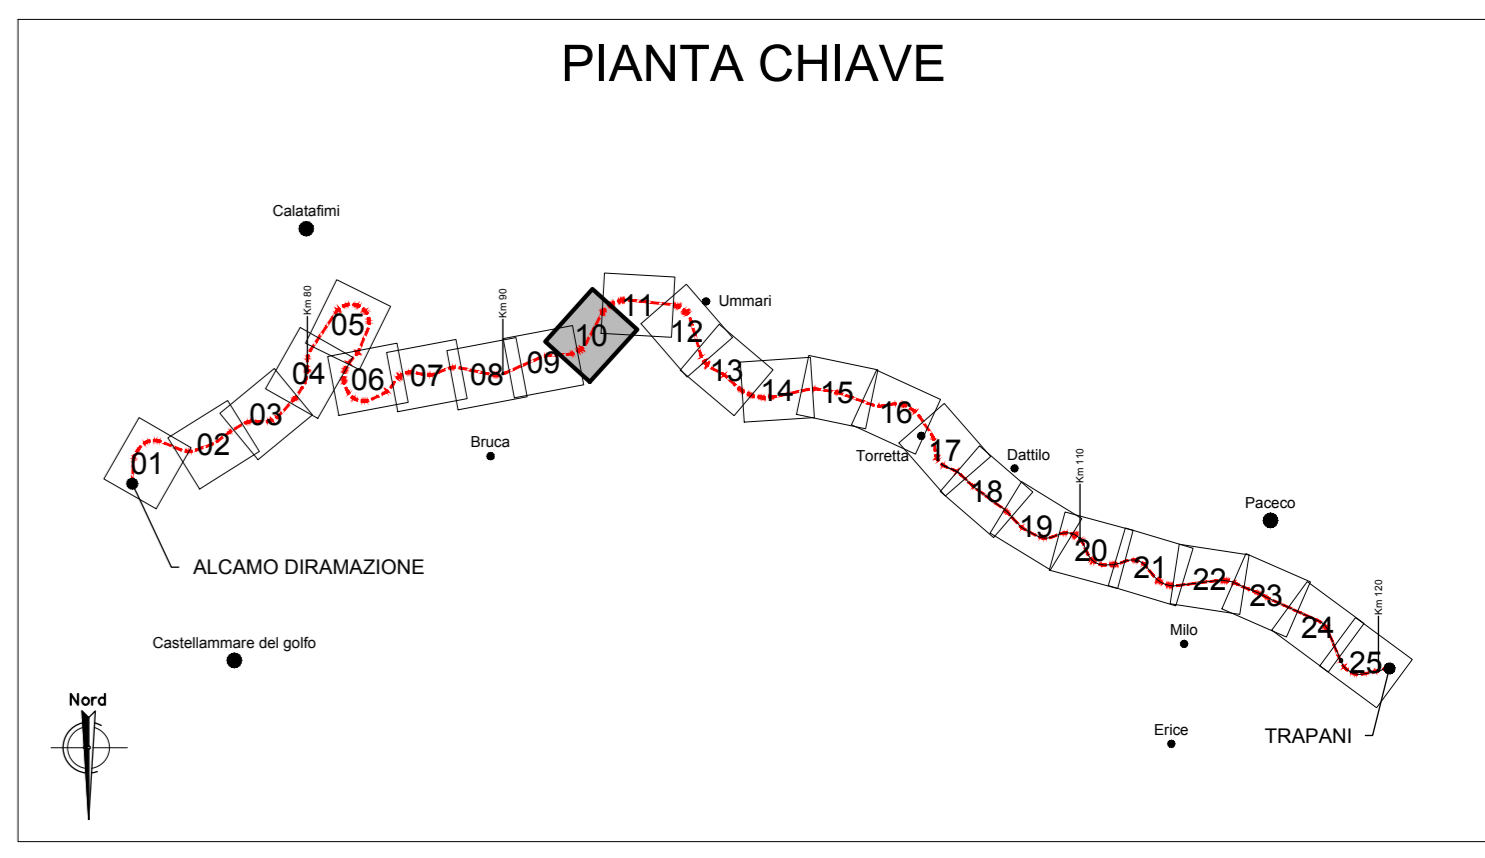 PIANTA CHIAVE
Calatafimi
Km 80
Km 90
Ummari
01
02
03
04
05
06
07
08
09
10
11
12
13
14
15
16
17
18
19
20
21
22
23
24
25
Bruca
Torretta
Dattilo
Km 110
Paceco
ALCAMO DIRAMAZIONE
Km 120
Milo
Castellammare del golfo
Nord
Erice
TRAPANI